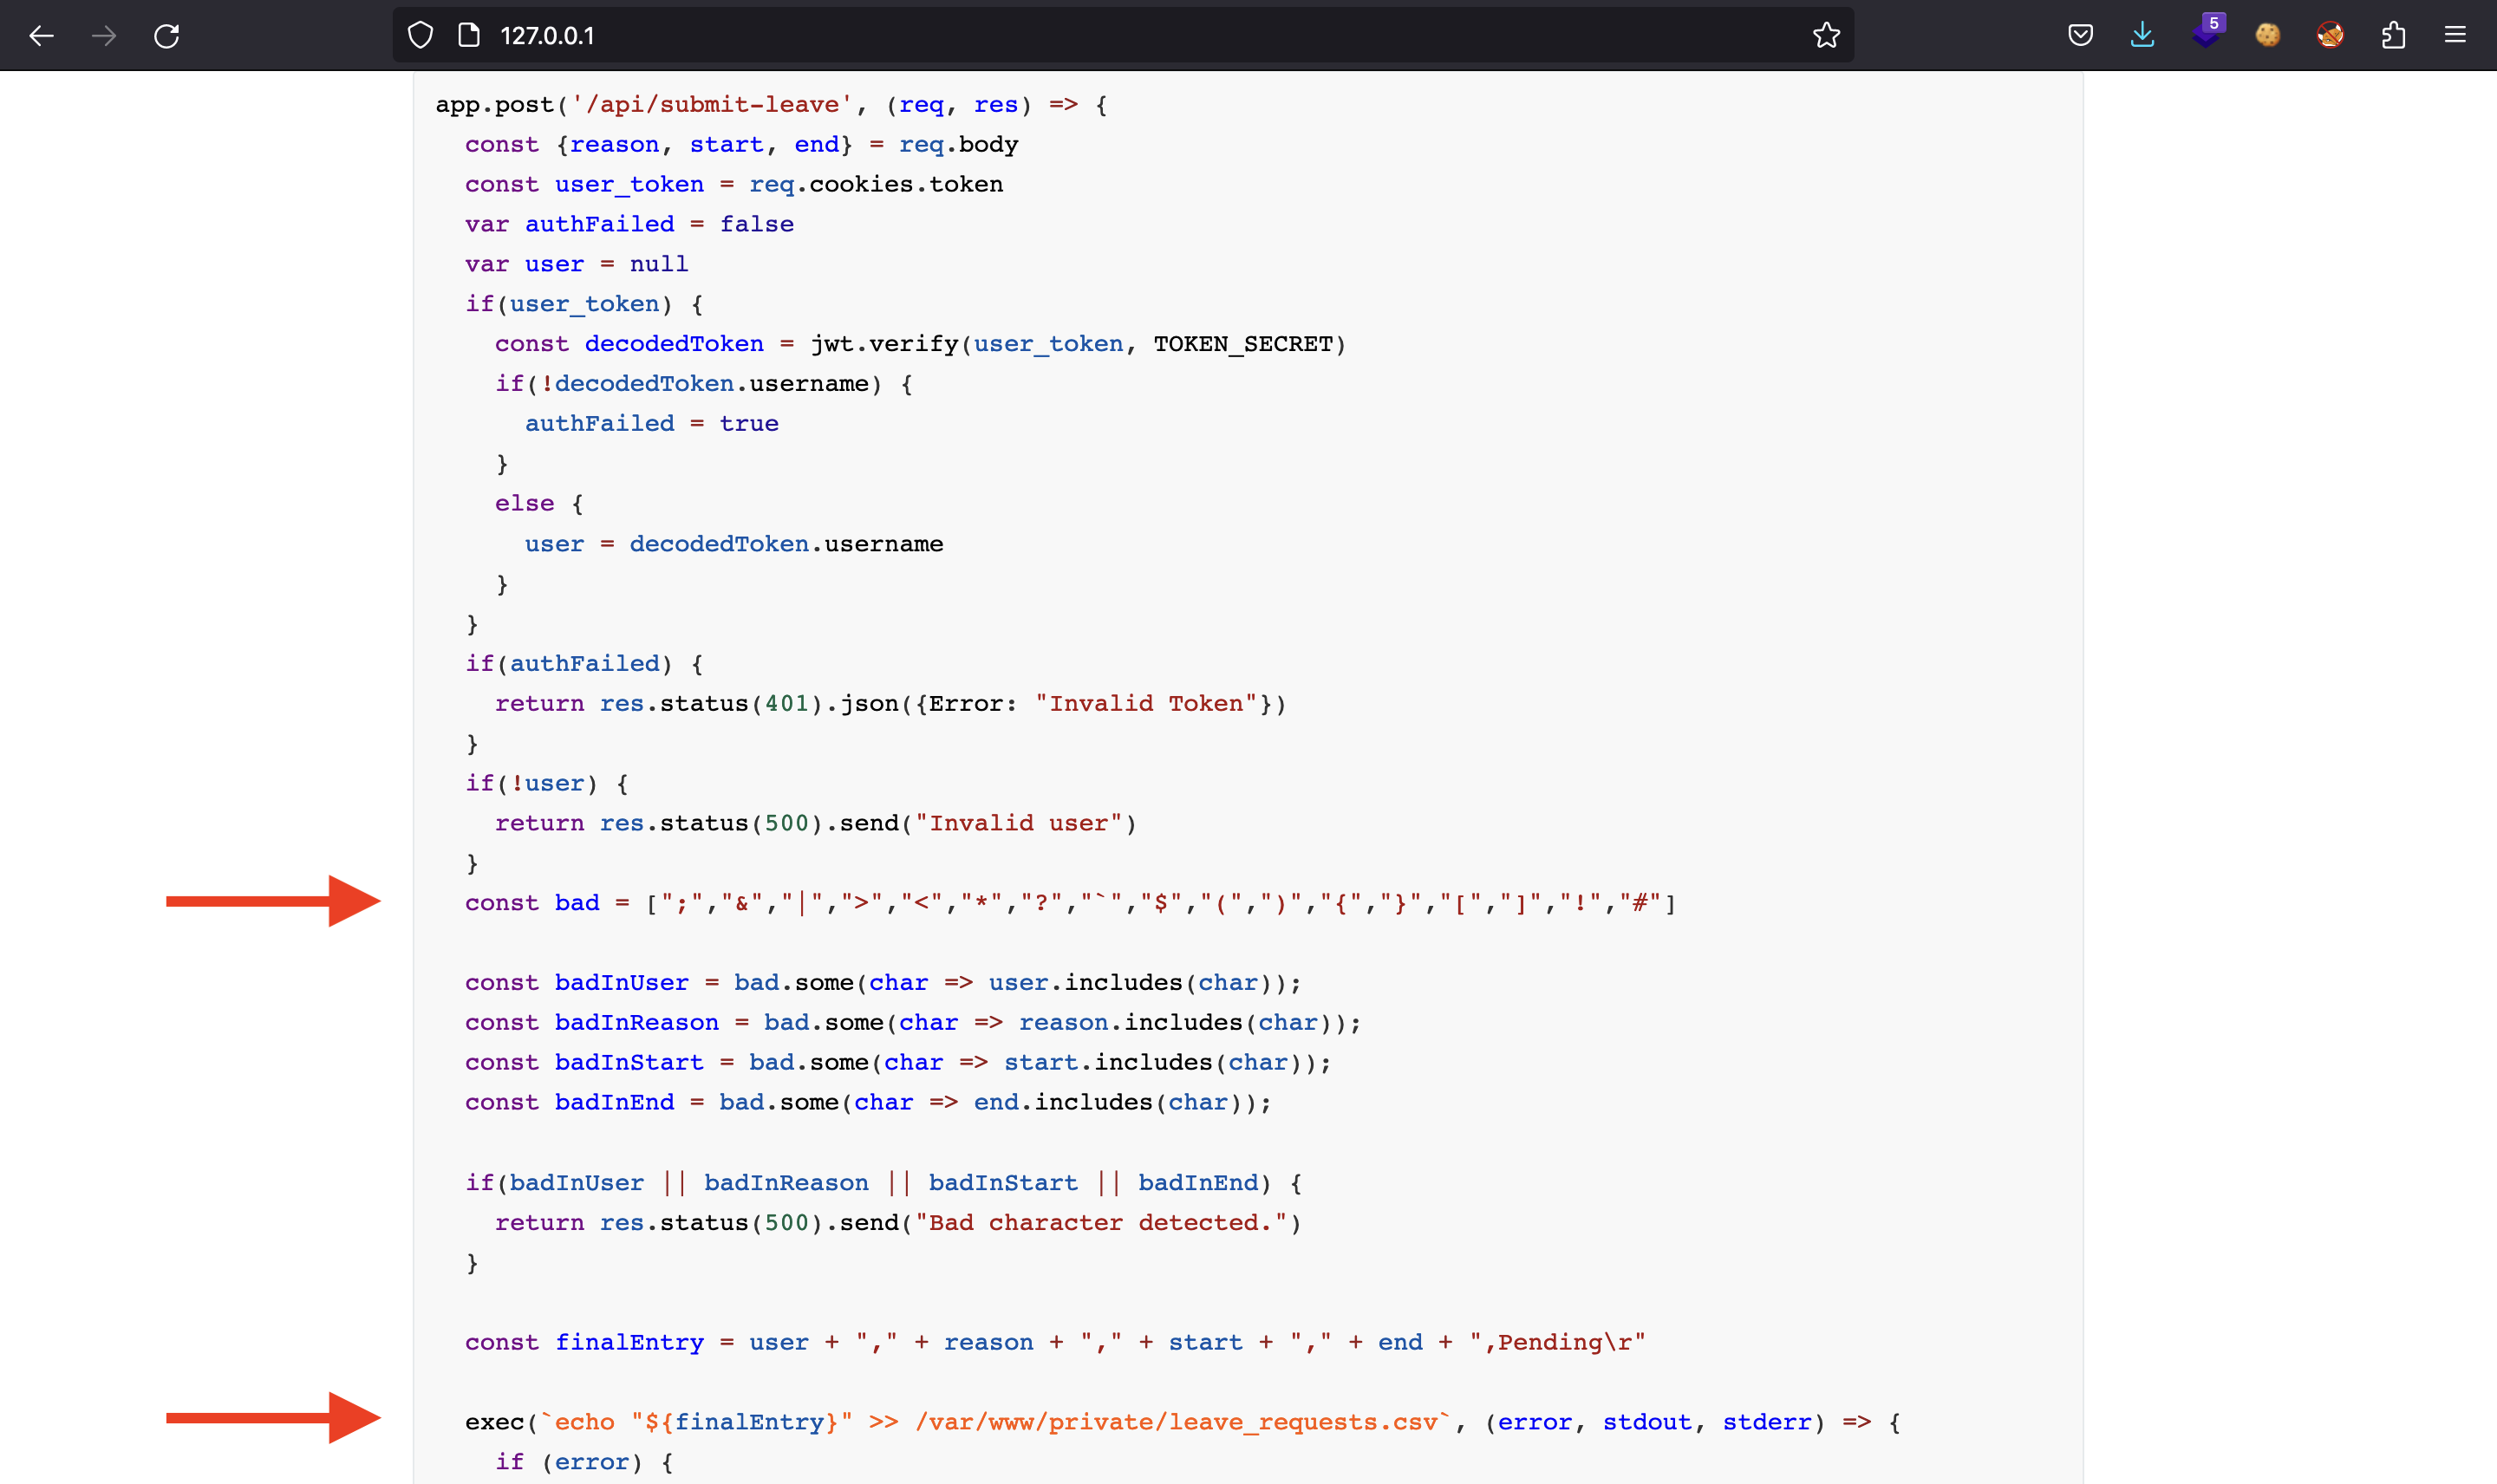 127.0.0.1
5
app.post('/api/submit-leave', (req, res) => {
  const {reason, start, end} = req.body
  const user_token = req.cookies.token
  var authFailed = false
  var user = null
  if(user_token) {
    const decodedToken = jwt.verify(user_token, TOKEN_SECRET)
    if(!decodedToken.username) {
      authFailed = true
    }
    else {
      user = decodedToken.username
    }
  }
  if(authFailed) {
    return res.status(401).json({Error: "Invalid Token"})
  }
  if(!user) {
    return res.status(500).send("Invalid user")
  }
  const bad = [";","&","|",">","<","*","?","`","$","(",")","{","}","[","]","!","#"]

  const badInUser = bad.some(char => user.includes(char));
  const badInReason = bad.some(char => reason.includes(char));
  const badInStart = bad.some(char => start.includes(char));
  const badInEnd = bad.some(char => end.includes(char));

  if(badInUser || badInReason || badInStart || badInEnd) {
    return res.status(500).send("Bad character detected.")
  }

  const finalEntry = user + "," + reason + "," + start + "," + end + ",Pending\r"

  exec(`echo "${finalEntry}" >> /var/www/private/leave_requests.csv`, (error, stdout, stderr) => {
    if (error) {